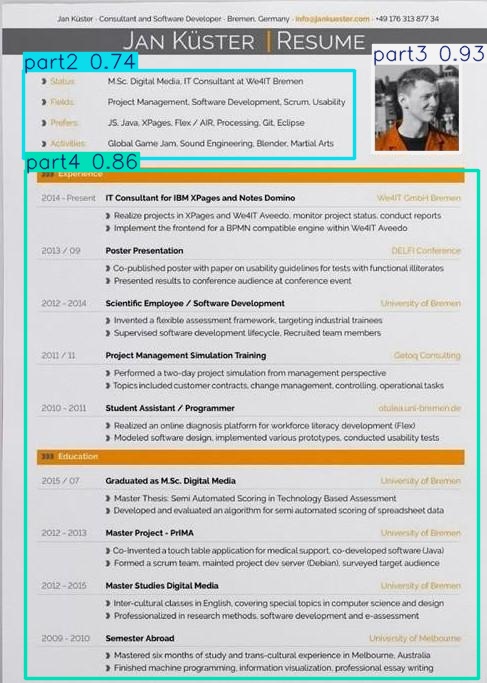 Jan Küster · Consultant and Software Developer · Bremen, Germany · info@jankuester.com · +49 176 313 877 34
JAN KÜSTER | RESUME
part2 0.74
part3 0.93
Status: M.Sc. Digital Media, IT Consultant at We4IT Bremen
Fields: Project Management, Software Development, Scrum, Usability
Prefers: JS, Java, XPages, Flex / AIR, Processing, Git, Eclipse
Activities: Global Game Jam, Sound Engineering, Blender, Martial Arts
part4 0.86
Experience
2014 - Present IT Consultant for IBM XPages and Notes Domino We4IT GmbH Bremen
Realize projects in XPages and We4IT Aveedo, monitor project status, conduct reports
Implement the frontend for a BPMN compatible engine within We4IT Aveedo
2013 / 09 Poster Presentation DELFI Conference
Co-published poster with paper on usability guidelines for tests with functional illiterates
Presented results to conference audience at conference event
2012 - 2014 Scientific Employee / Software Development University of Bremen
Invented a flexible assessment framework, targeting industrial trainees
Supervised software development lifecycle, Recruited team members
2011 / 11 Project Management Simulation Training Getoq Consulting
Performed a two-day project simulation from management perspective
Topics included customer contracts, change management, controlling, operational tasks
2010 - 2011 Student Assistant / Programmer otulea.uni-bremen.de
Realized an online diagnosis platform for workforce literacy development (Flex)
Modeled software design, implemented various prototypes, conducted usability tests
Education
2015 / 07 Graduated as M.Sc. Digital Media University of Bremen
Master Thesis: Semi Automated Scoring in Technology Based Assessment
Developed and evaluated an algorithm for semi automated scoring of spreadsheet data
2012 - 2013 Master Project - PrIMA University of Bremen
Co-Invented a touch table application for medical support, co-developed software (Java)
Formed a scrum team, mainted project dev server (Debian), surveyed target audience
2012 - 2015 Master Studies Digital Media University of Bremen
Inter-cultural classes in English, covering special topics in computer science and design
Professionalized in research methods, software development and e-assessment
2009 - 2010 Semester Abroad University of Melbourne
Mastered six months of study and trans-cultural experience in Melbourne, Australia
Finished machine programming, information visualization, professional essay writing